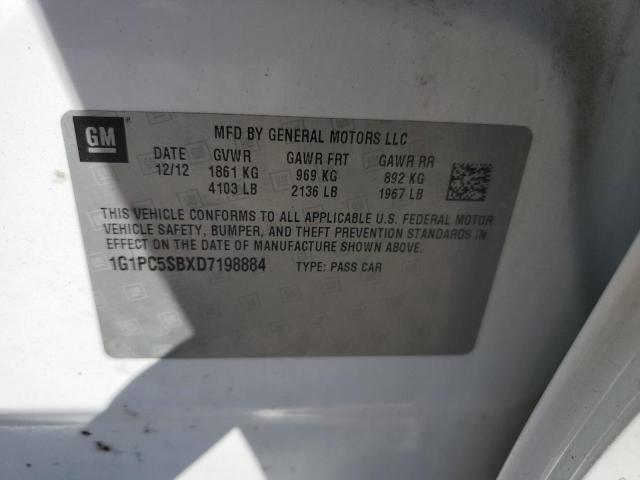 GM
MFD BY GENERAL MOTORS LLC
DATE GVWR GAWR FRT GAWR RR
12/12 1861 KG 969 KG 892 KG
4103 LB 2136 LB 1967 LB
THIS VEHICLE CONFORMS TO ALL APPLICABLE U.S. FEDERAL MOTOR
VEHICLE SAFETY, BUMPER, AND THEFT PREVENTION STANDARDS IN
EFFECT ON THE DATE OF MANUFACTURE SHOWN ABOVE.
1G1PC5SBXD7198884 TYPE: PASS CAR